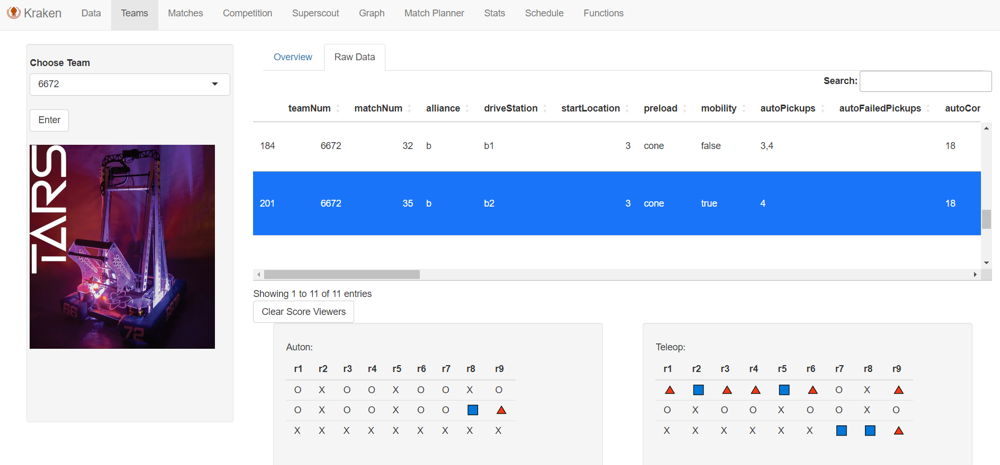 Kraken Data Teams Matches Competition Superscout Graph Match Planner Stats Schedule Functions
Choose Team
6672
Enter
TARS
66
6672
72
Overview Raw Data
Search:
teamNum matchNum alliance driveStation startLocation preload mobility autoPickups autoFailedPickups autoCor
184 6672 32 b b1 3 cone false 3,4 18
201 6672 35 b b2 3 cone true 4 18
Showing 1 to 11 of 11 entries
Clear Score Viewers
Auton:
r1 r2 r3 r4 r5 r6 r7 r8 r9
O X O O X O O X O
O X O O X O O
X X X X X X X X X
Teleop:
r1 r2 r3 r4 r5 r6 r7 r8 r9
O X
O X O O X O O X O
X X X X X X